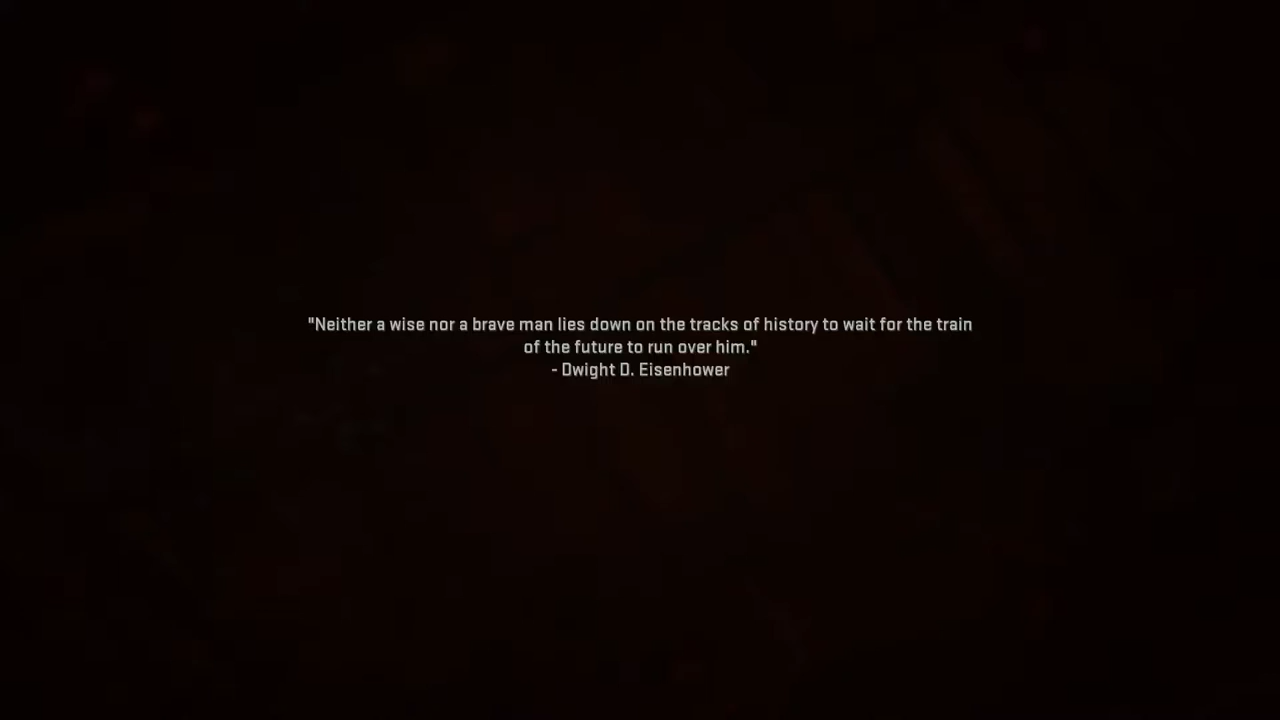 "Neither a wise nor a brave man lies down on the tracks of history to wait for the train
of the future to run over him."
- Dwight D. Eisenhower